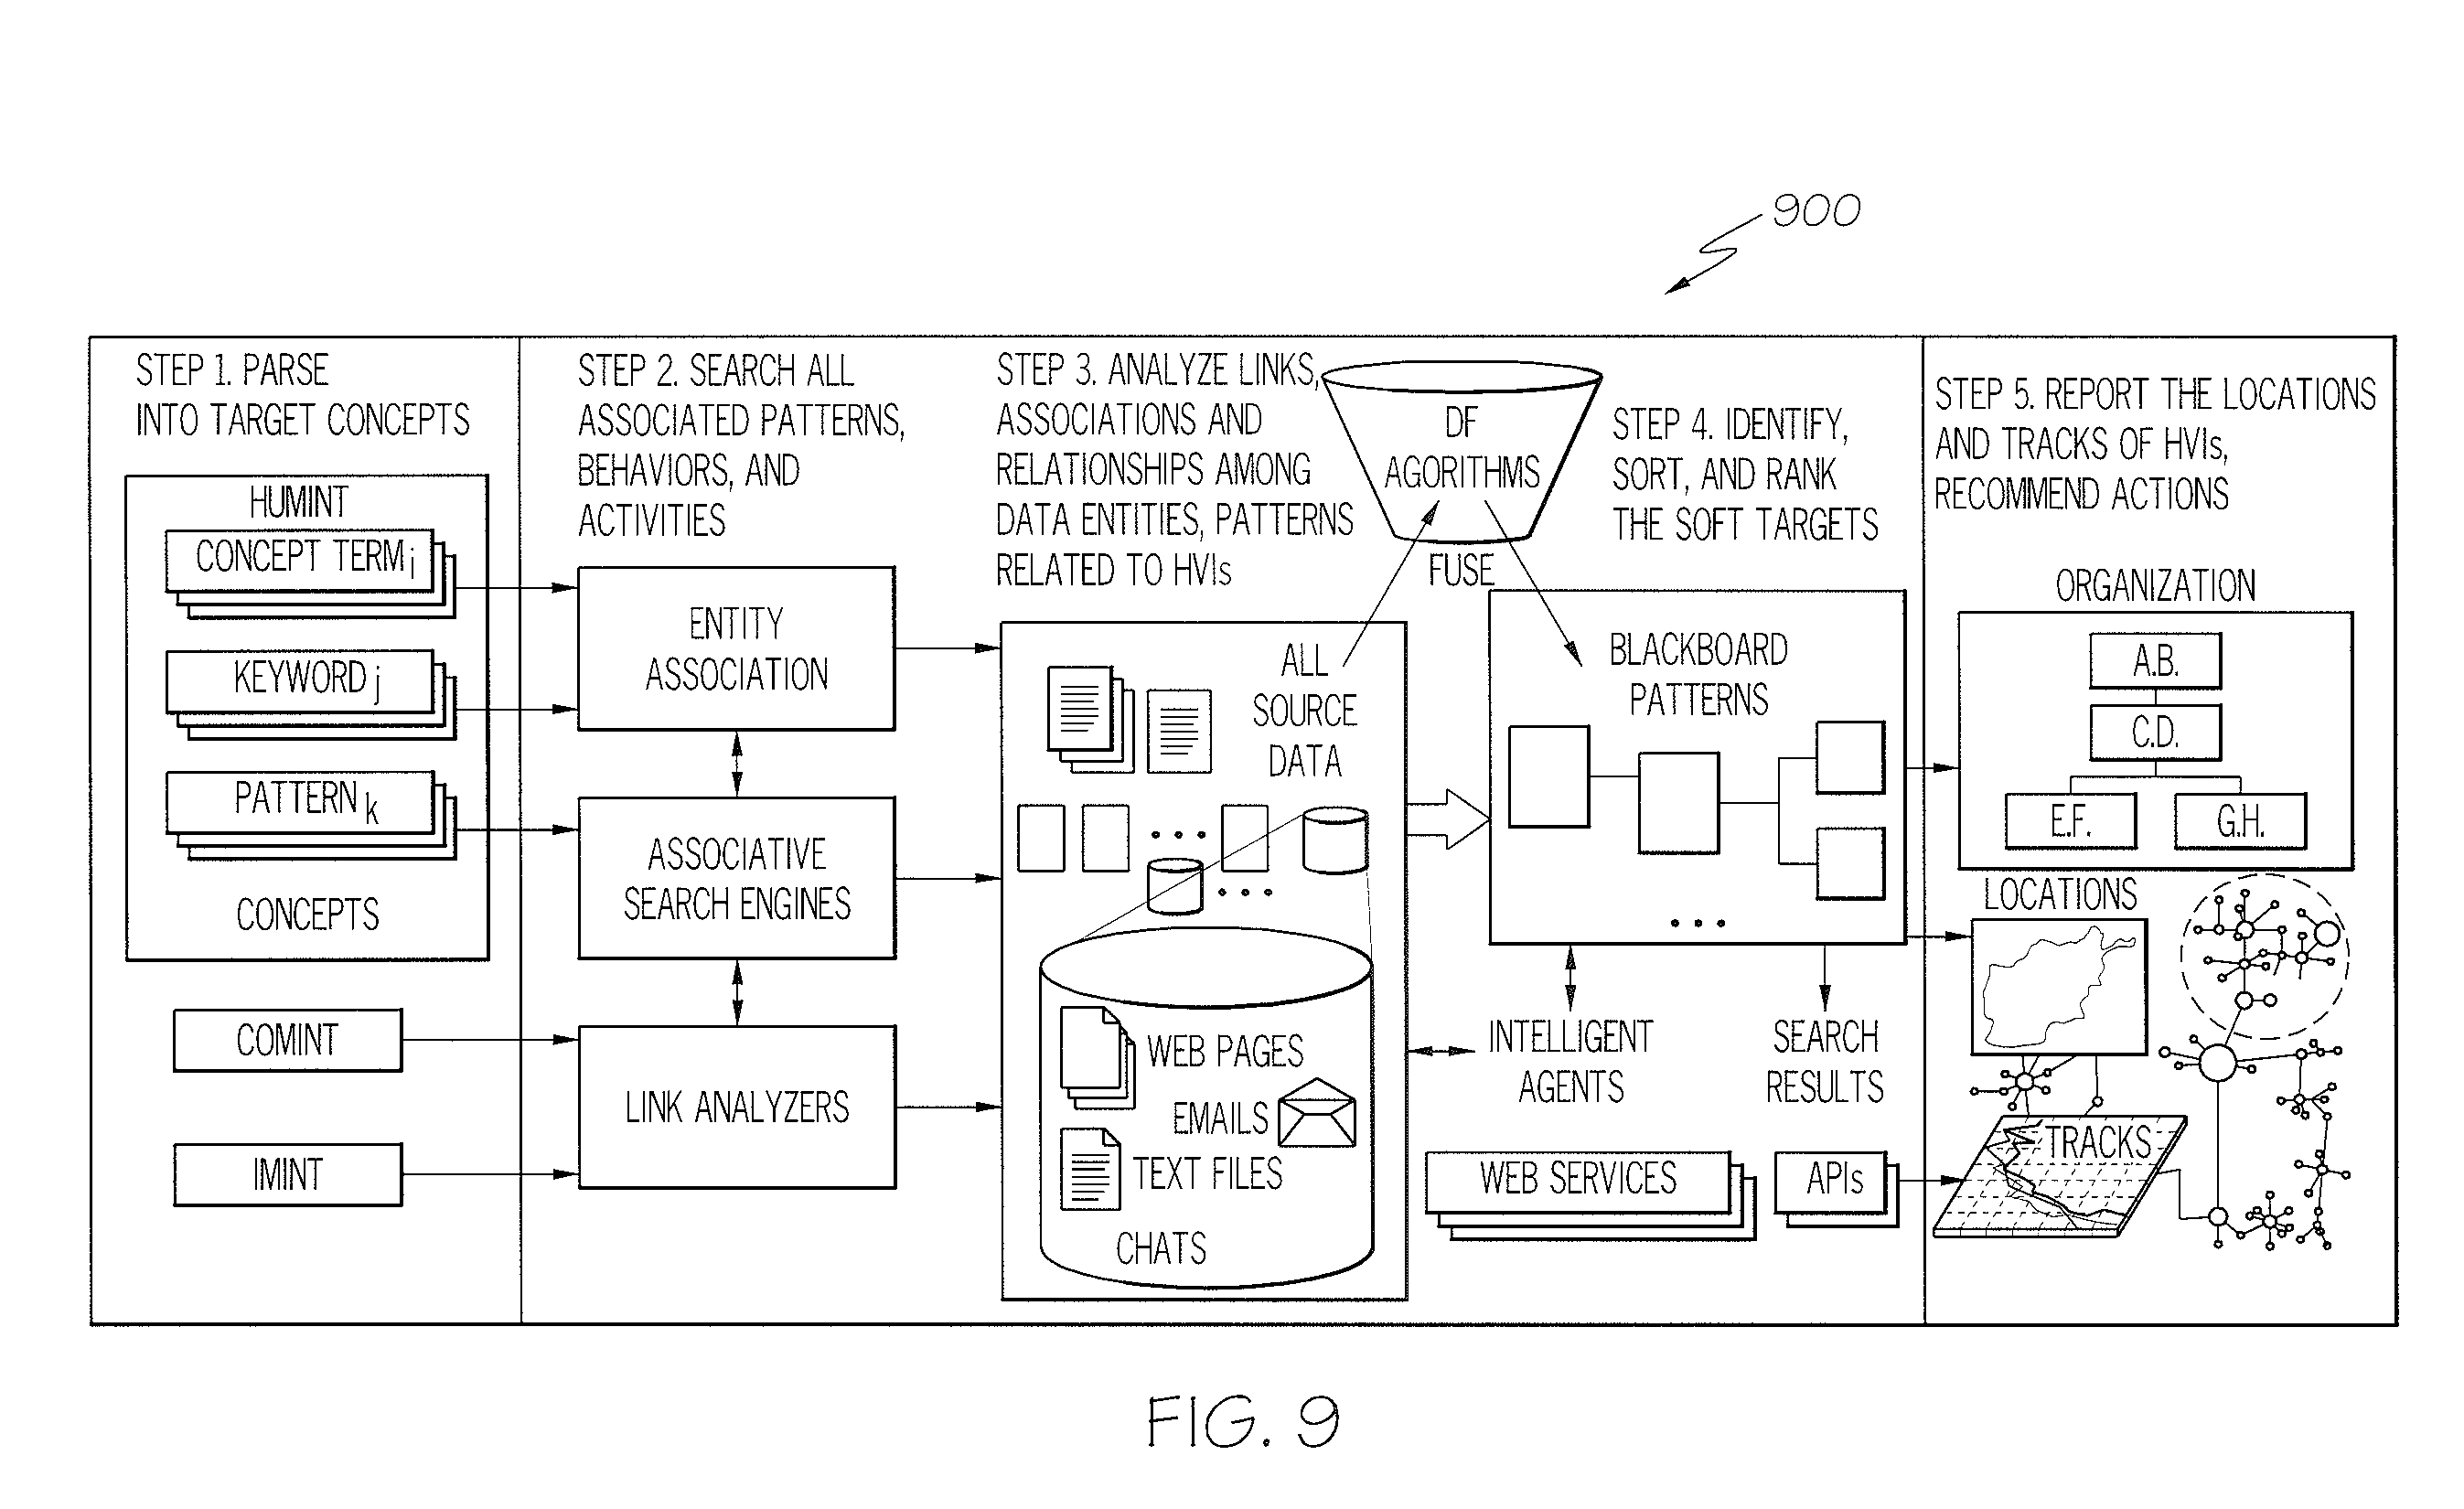 900
STEP 1. PARSE
INTO TARGET CONCEPTS
HUMINT
CONCEPT TERM i
KEYWORD j
PATTERN k
CONCEPTS
COMINT
IMINT
STEP 2. SEARCH ALL
ASSOCIATED PATTERNS,
BEHAVIORS, AND
ACTIVITIES
ENTITY
ASSOCIATION
ASSOCIATIVE
SEARCH ENGINES
LINK ANALYZERS
STEP 3. ANALYZE LINKS,
ASSOCIATIONS AND
RELATIONSHIPS AMONG
DATA ENTITIES, PATTERNS
RELATED TO HVIs
ALL
SOURCE
DATA
WEB PAGES
EMAILS
TEXT FILES
CHATS
DF
AGORITHMS
FUSE
STEP 4. IDENTIFY,
SORT, AND RANK
THE SOFT TARGETS
BLACKBOARD
PATTERNS
INTELLIGENT
AGENTS
SEARCH
RESULTS
WEB SERVICES
APIs
STEP 5. REPORT THE LOCATIONS
AND TRACKS OF HVIs,
RECOMMEND ACTIONS
ORGANIZATION
A.B.
C.D.
E.F.
G.H.
LOCATIONS
TRACKS
FIG. 9